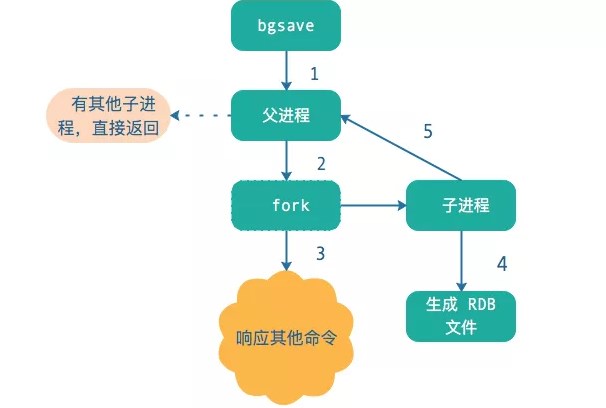 bgsave
1
有其他子进
程，直接返回
父进程
5
2
fork
子进程
3
4
响应其他命令
生成 RDB
文件